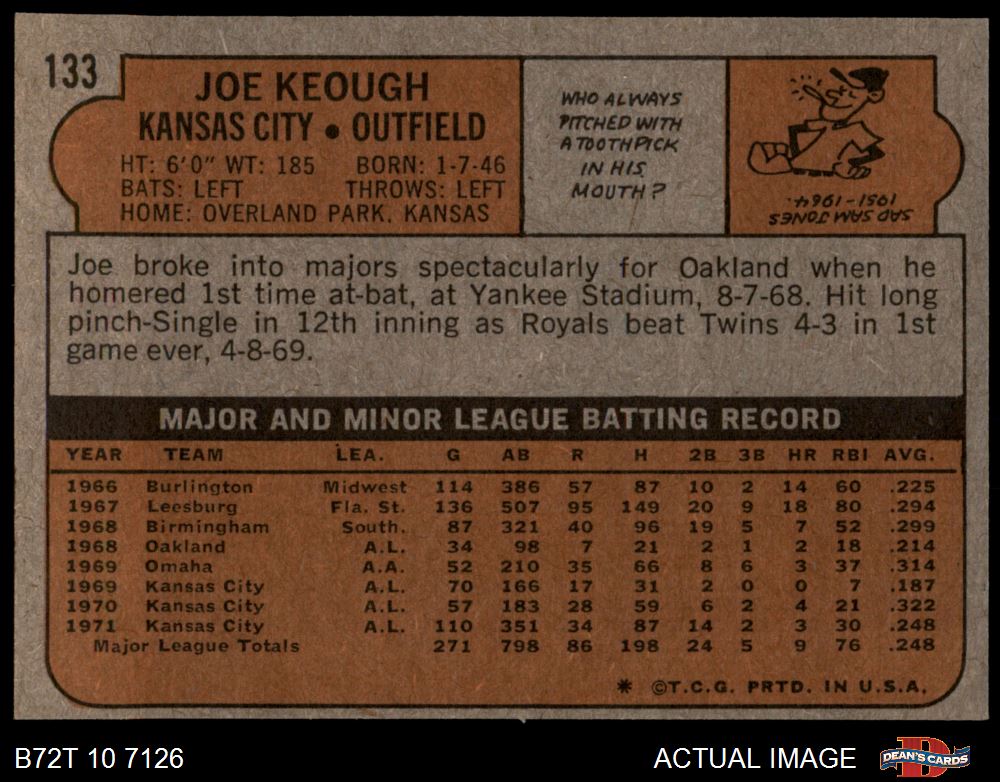 133
JOE KEOUGH
KANSAS CITY • OUTFIELD
HT: 6'0" WT: 185 BORN: 1-7-46
BATS: LEFT THROWS: LEFT
HOME: OVERLAND PARK, KANSAS
WHO ALWAYS
PITCHED WITH
A TOOTHPICK
IN HIS
MOUTH?
SAD SAM JONES
1951-1964.
Joe broke into majors spectacularly for Oakland when he
homered 1st time at-bat, at Yankee Stadium, 8-7-68. Hit long
pinch-Single in 12th inning as Royals beat Twins 4-3 in 1st
game ever, 4-8-69.
MAJOR AND MINOR LEAGUE BATTING RECORD
YEAR TEAM LEA. G AB R H 2B 3B HR RBI AVG.
1966 Burlington Midwest 114 386 57 87 10 2 14 60 .225
1967 Leesburg Fla. St. 136 507 95 149 20 9 18 80 .294
1968 Birmingham South. 87 321 40 96 19 5 7 52 .299
1968 Oakland A.L. 34 98 7 21 2 1 2 18 .214
1969 Omaha A.A. 52 210 35 66 8 6 3 37 .314
1969 Kansas City A.L. 70 166 17 31 2 0 0 7 .187
1970 Kansas City A.L. 57 183 28 59 6 2 4 21 .322
1971 Kansas City A.L. 110 351 34 87 14 2 3 30 .248
Major League Totals 271 798 86 198 24 5 9 76 .248
* ©T.C.G. PRTD. IN U.S.A.
B72T 10 7126 ACTUAL IMAGE DEAN'S CARDS